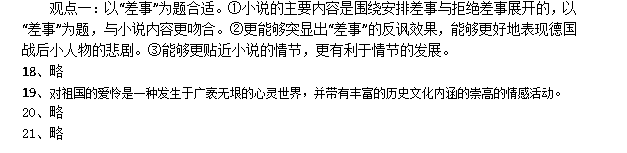 观点一：以“差事”为题合适。①小说的主要内容是围绕安排差事与拒绝差事展开的，以
“差事”为题，与小说内容更吻合。②更能够突显出“差事”的反讽效果，能够更好地表现德国
战后小人物的悲剧。③能够更贴近小说的情节，更有利于情节的发展。
18、略
19、对祖国的爱怜是一种发生于广袤无垠的心灵世界，并带有丰富的历史文化内涵的崇高的情感活动。
20、略
21、略